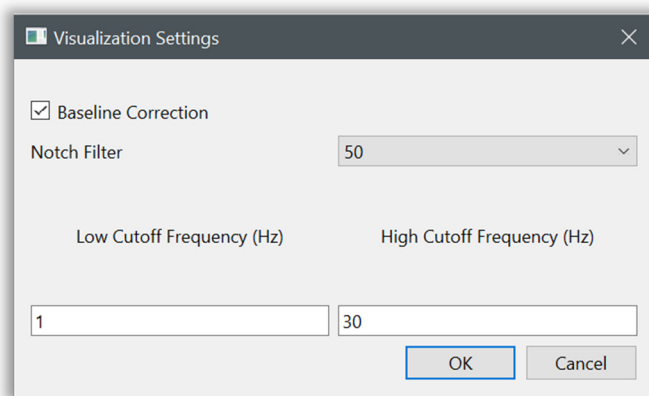 Visualization Settings
Baseline Correction
Notch Filter 50
Low Cutoff Frequency (Hz) High Cutoff Frequency (Hz)
1 30
OK Cancel